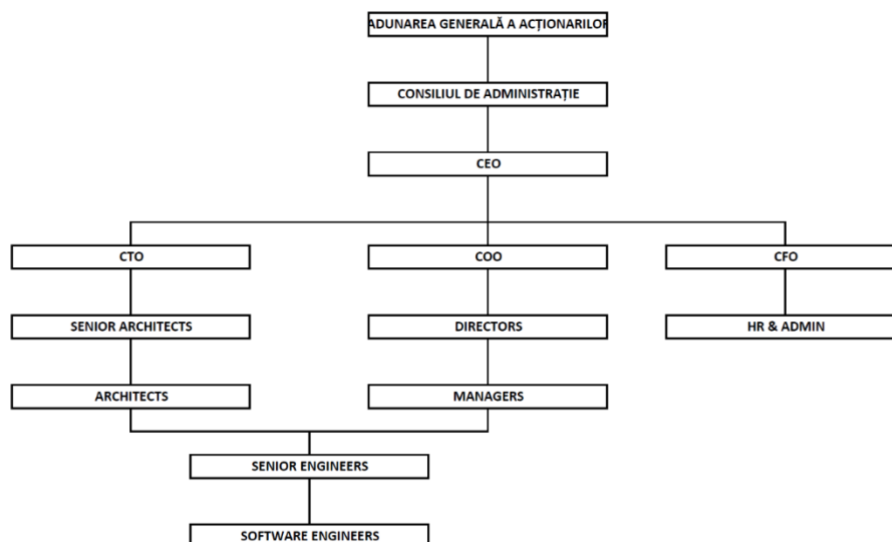 ADUNAREA GENERALĂ A ACȚIONARILOR
CONSILIUL DE ADMINISTRAȚIE
CEO
CTO
COO
CFO
SENIOR ARCHITECTS
DIRECTORS
HR & ADMIN
ARCHITECTS
MANAGERS
SENIOR ENGINEERS
SOFTWARE ENGINEERS